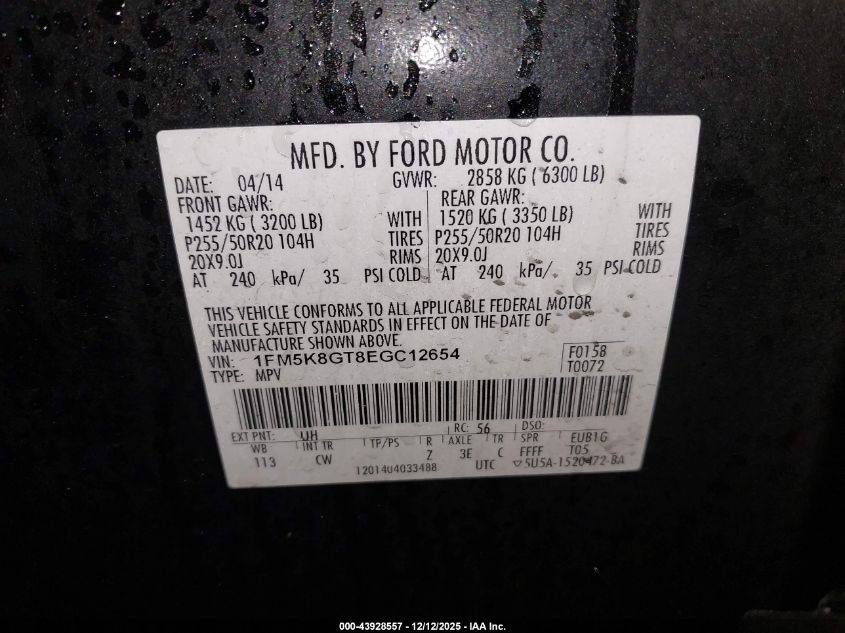 MFD. BY FORD MOTOR CO.
DATE: 04/14 GVWR: 2858 KG ( 6300 LB)
FRONT GAWR: REAR GAWR:
1452 KG ( 3200 LB) WITH 1520 KG ( 3350 LB) WITH
P255/50R20 104H TIRES P255/50R20 104H TIRES
20X9.0J RIMS 20X9.0J RIMS
AT 240 kPa/ 35 PSI COLD AT 240 kPa/ 35 PSI COLD
THIS VEHICLE CONFORMS TO ALL APPLICABLE FEDERAL MOTOR
VEHICLE SAFETY STANDARDS IN EFFECT ON THE DATE OF
MANUFACTURE SHOWN ABOVE.
VIN: 1FM5K8GT8EGC12654 F0158
TYPE: MPV T0072
EXT PNT: UH RC: 56 DSO:
WB INT TR TP/PS R AXLE TR SPR EUB1G
113 CW Z 3E C FFFF T05
12014U4033488 UTC ▽5U5A-1520472-BA
000-43928557 - 12/12/2025 - IAA Inc.